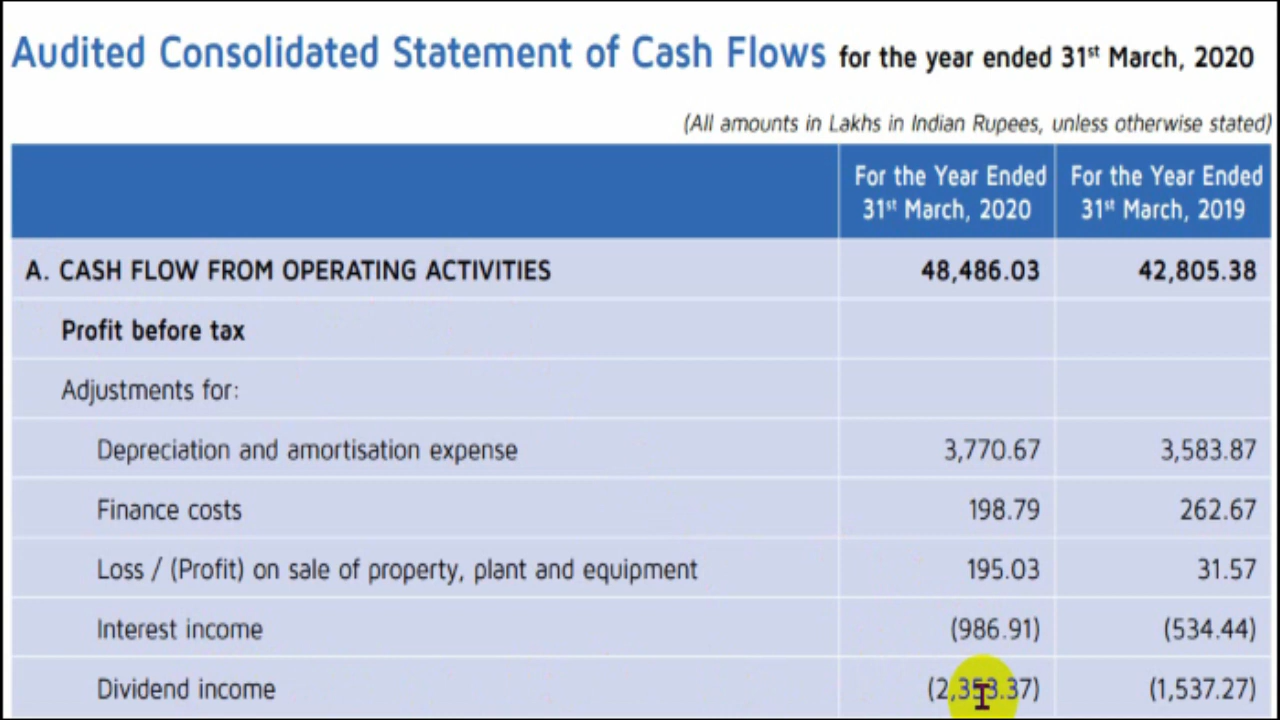 Audited Consolidated Statement of Cash Flows for the year ended 31st March, 2020
(All amounts in Lakhs in Indian Rupees, unless otherwise stated)
For the Year Ended 31st March, 2020 For the Year Ended 31st March, 2019
A. CASH FLOW FROM OPERATING ACTIVITIES 48,486.03 42,805.38
Profit before tax
Adjustments for:
Depreciation and amortisation expense 3,770.67 3,583.87
Finance costs 198.79 262.67
Loss / (Profit) on sale of property, plant and equipment 195.03 31.57
Interest income (986.91) (534.44)
Dividend income (2,353.37) (1,537.27)